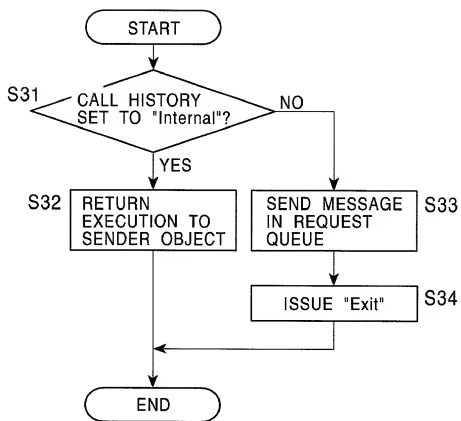 START
S31
CALL HISTORY
SET TO "Internal"?
NO
YES
S32
RETURN
EXECUTION TO
SENDER OBJECT
SEND MESSAGE
IN REQUEST
QUEUE
S33
ISSUE "Exit"
S34
END